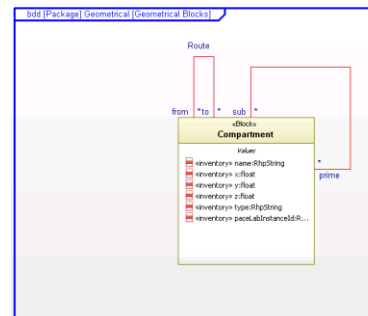 bdd [Package] Geometrical [Geometrical Blocks]
Route
from * to * sub *
«Block»
Compartment
Values
«inventory» name:RhpString
«inventory» x:float
«inventory» y:float
«inventory» z:float
«inventory» type:RhpString
«inventory» paceLabInstanceId:R...
*
prime